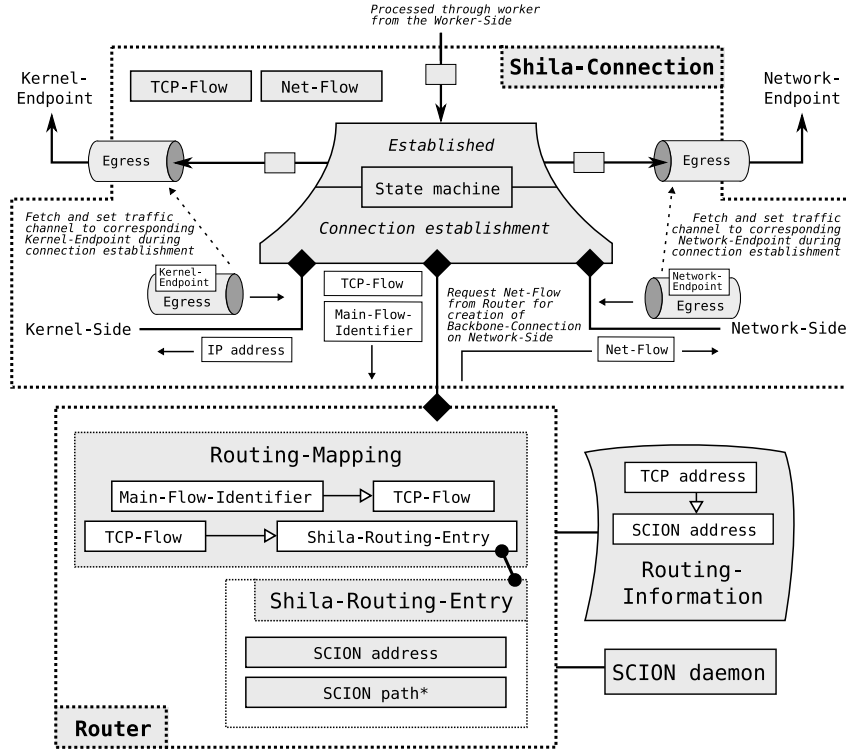 Processed through worker
from the Worker-Side
Shila-Connection
Kernel-
Endpoint
TCP-Flow
Net-Flow
Network-
Endpoint
Egress
Established
Egress
State machine
Connection establishment
Fetch and set traffic
channel to corresponding
Kernel-Endpoint during
connection establishment
Fetch and set traffic
channel to corresponding
Network-Endpoint during
connection establishment
Kernel-
Endpoint
Egress
TCP-Flow
Main-Flow-
Identifier
Request Net-Flow
from Router for
creation of
Backbone-Connection
on Network-Side
Network-
Endpoint
Egress
Kernel-Side
Network-Side
IP address
Net-Flow
Routing-Mapping
Main-Flow-Identifier
TCP-Flow
TCP-Flow
Shila-Routing-Entry
TCP address
SCION address
Routing-
Information
Shila-Routing-Entry
SCION address
SCION path*
SCION daemon
Router